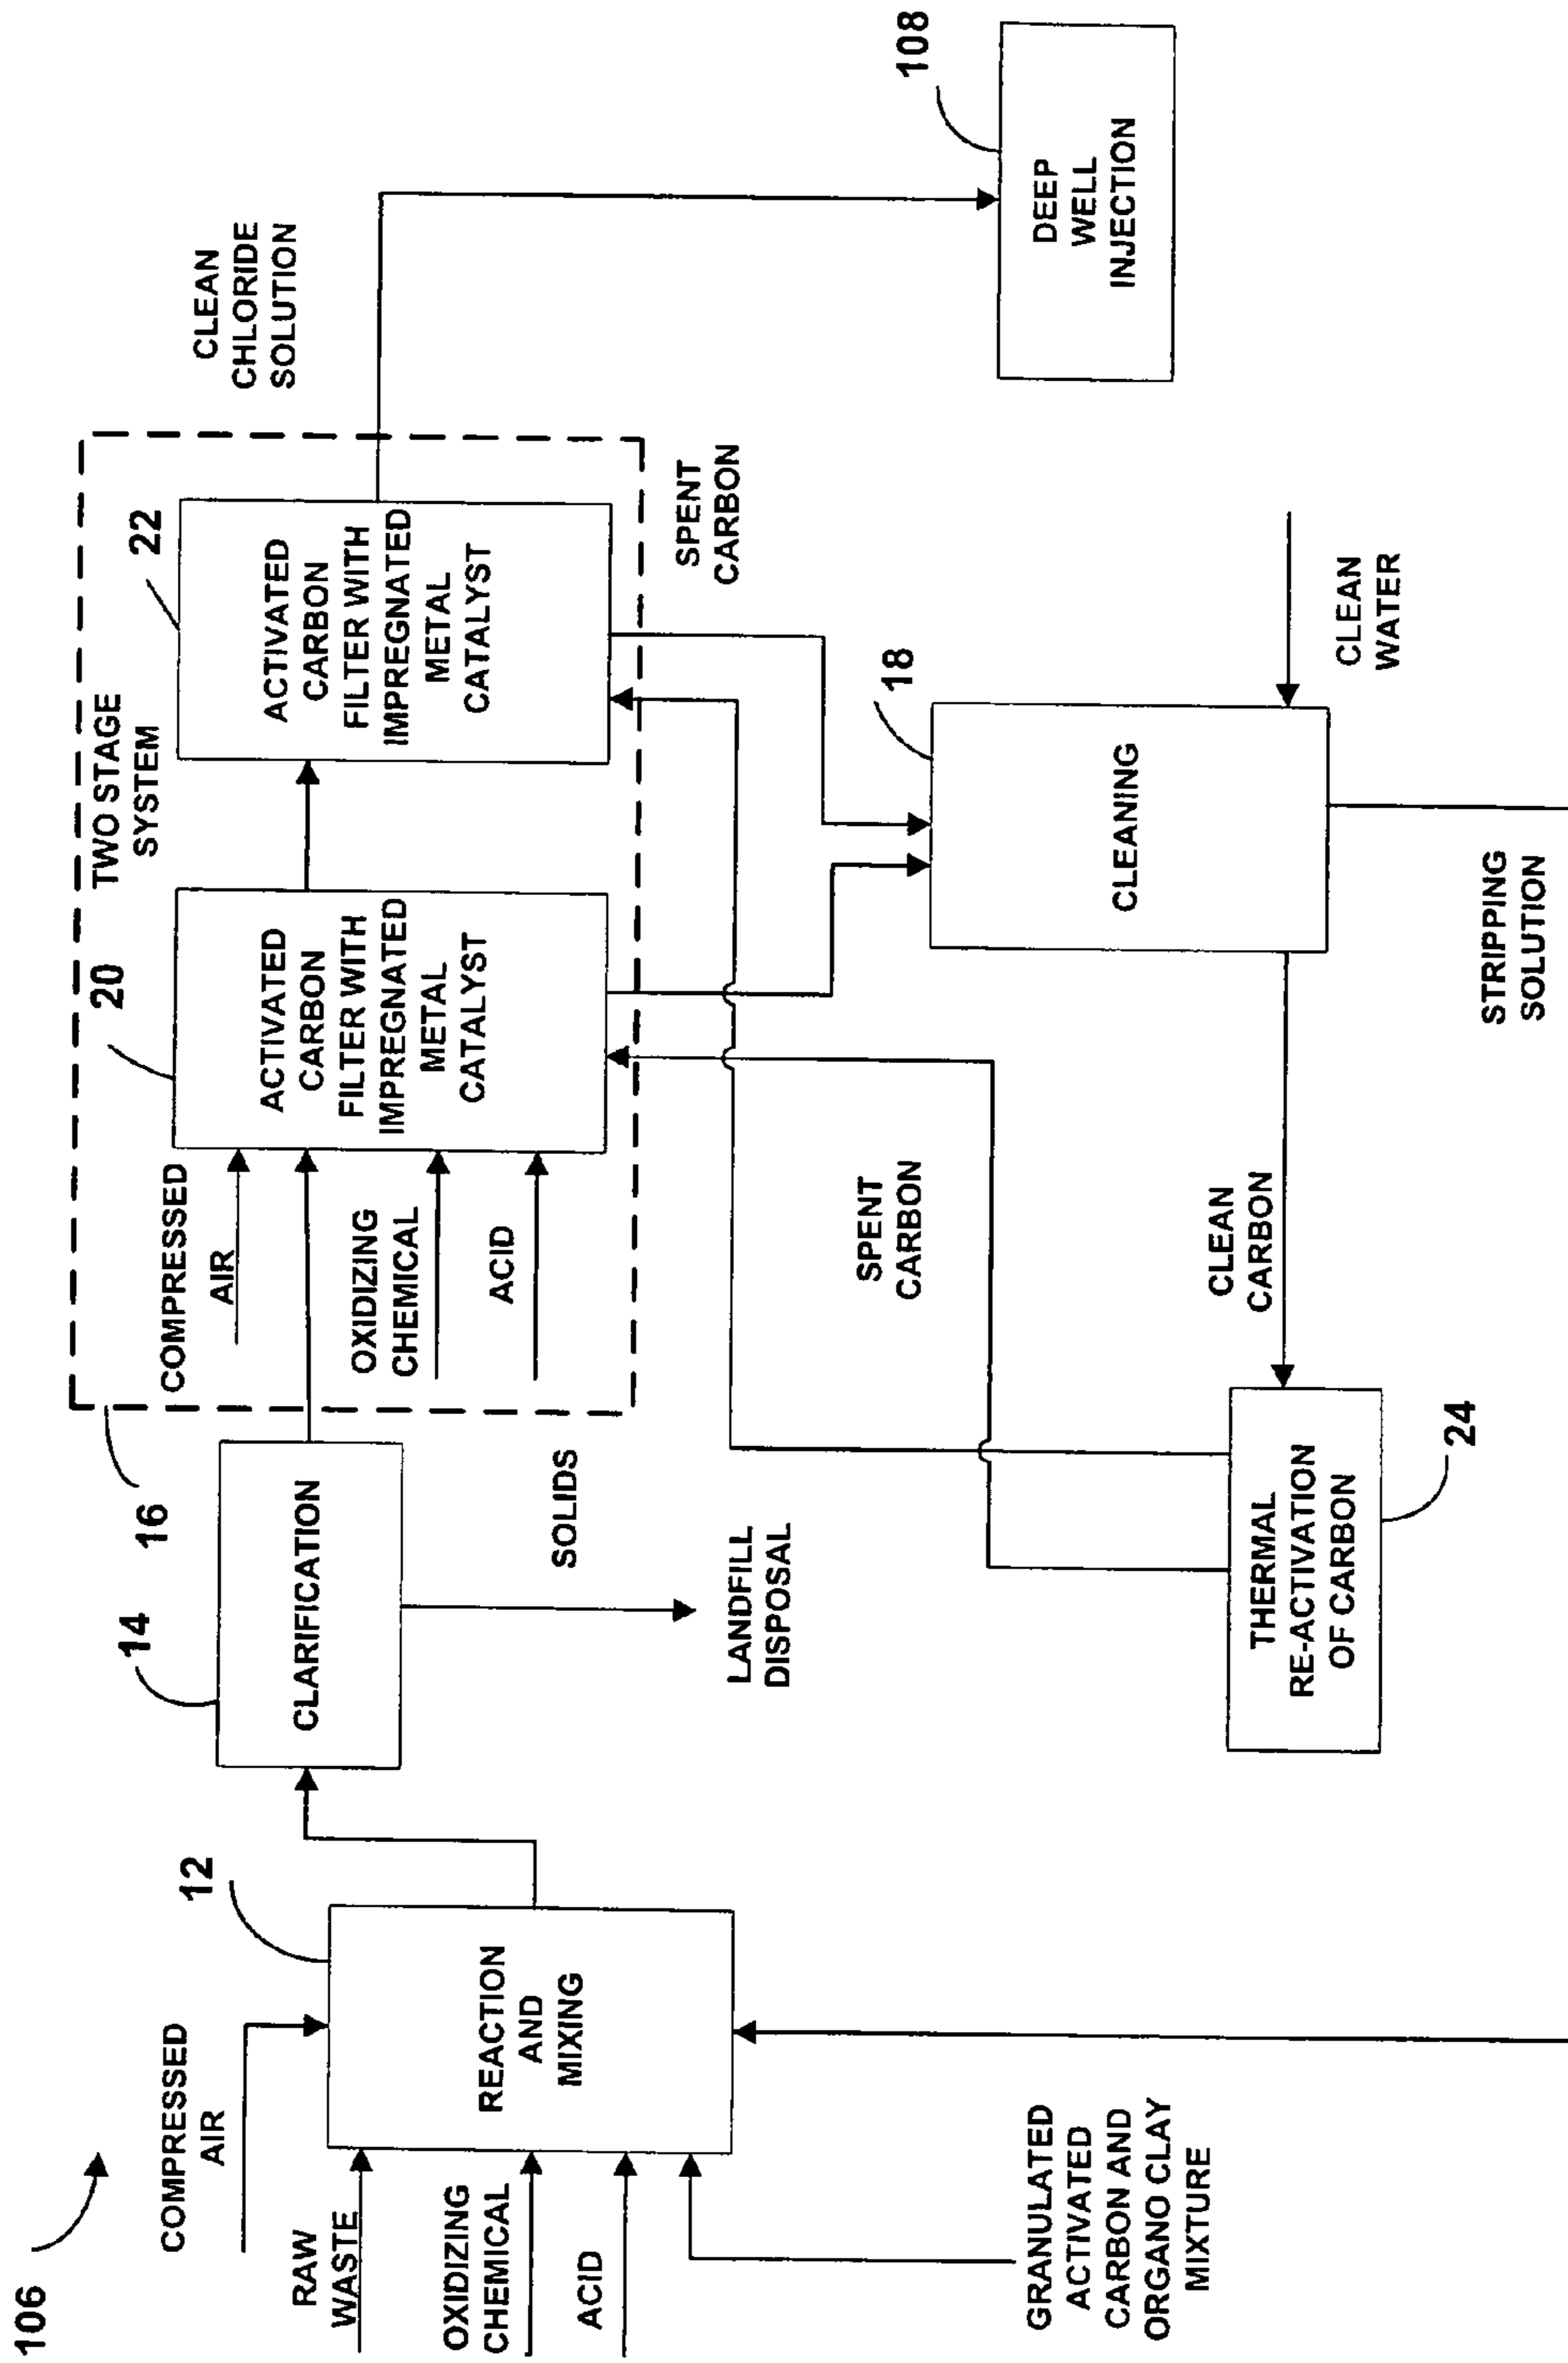 106
COMPRESSED
AIR
RAW
WASTE
OXIDIZING
CHEMICAL
ACID
GRANULATED
ACTIVATED
CARBON AND
ORGANO CLAY
MIXTURE
12
REACTION
AND
MIXING
14
CLARIFICATION
SOLIDS
LANDFILL
DISPOSAL
16
COMPRESSED
AIR
OXIDIZING
CHEMICAL
ACID
20
TWO STAGE
SYSTEM
ACTIVATED
CARBON
FILTER WITH
IMPREGNATED
METAL
CATALYST
22
ACTIVATED
CARBON
FILTER WITH
IMPREGNATED
METAL
CATALYST
CLEAN
CHLORIDE
SOLUTION
SPENT
CARBON
108
DEEP
WELL
INJECTION
SPENT
CARBON
18
CLEANING
CLEAN
WATER
CLEAN
CARBON
THERMAL
RE-ACTIVATION
OF CARBON
24
STRIPPING
SOLUTION